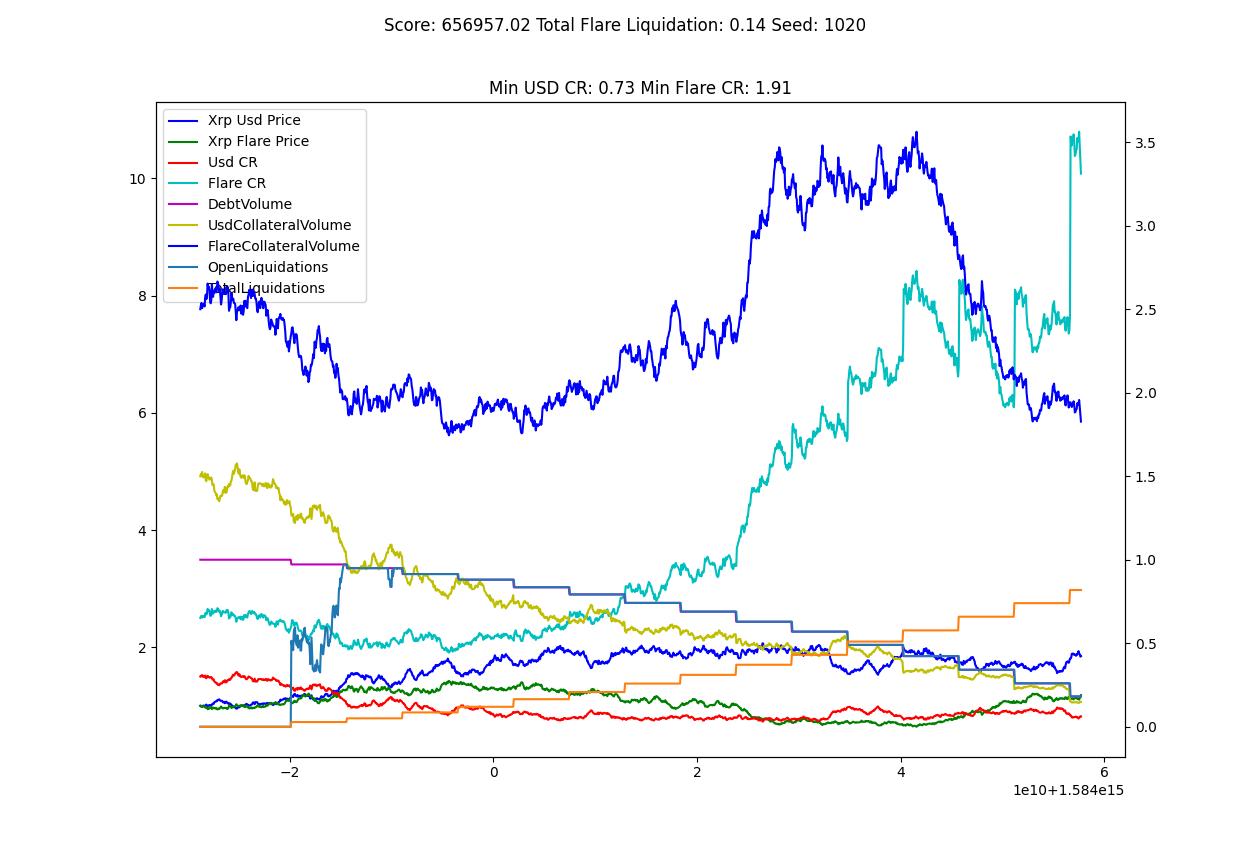 Score: 656957.02 Total Flare Liquidation: 0.14 Seed: 1020
Min USD CR: 0.73 Min Flare CR: 1.91
Xrp Usd Price
Xrp Flare Price
Usd CR
Flare CR
DebtVolume
UsdCollateralVolume
FlareCollateralVolume
OpenLiquidations
TotalLiquidations
10
8
6
4
2
3.5
3.0
2.5
2.0
1.5
1.0
0.5
0.0
−2
0
2
4
6
1e10+1.584e15